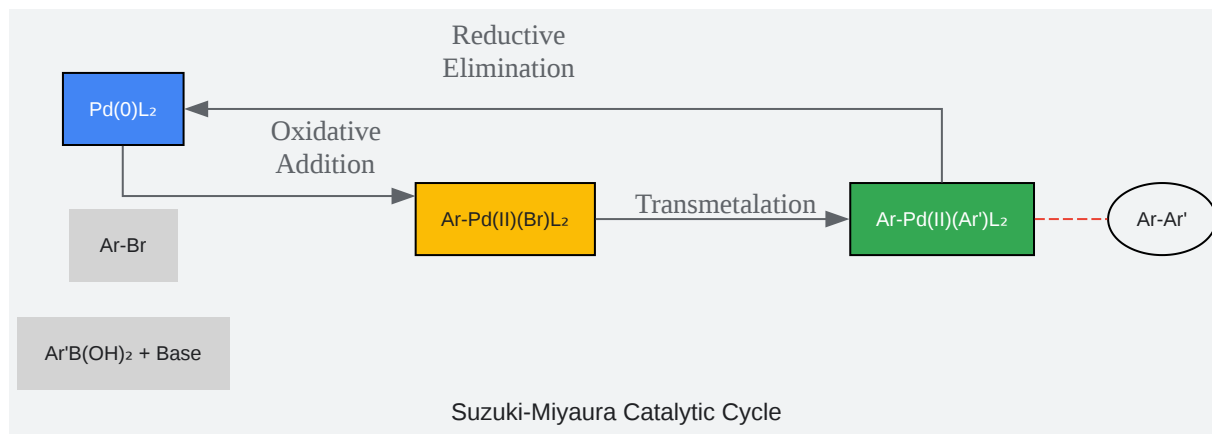 Reductive
Elimination
Pd(0)L₂
Oxidative
Addition
Ar-Pd(II)(Br)L₂
Transmetalation
Ar-Pd(II)(Ar')L₂
Ar-Ar'
Ar-Br
Ar'B(OH)₂ + Base
Suzuki-Miyaura Catalytic Cycle